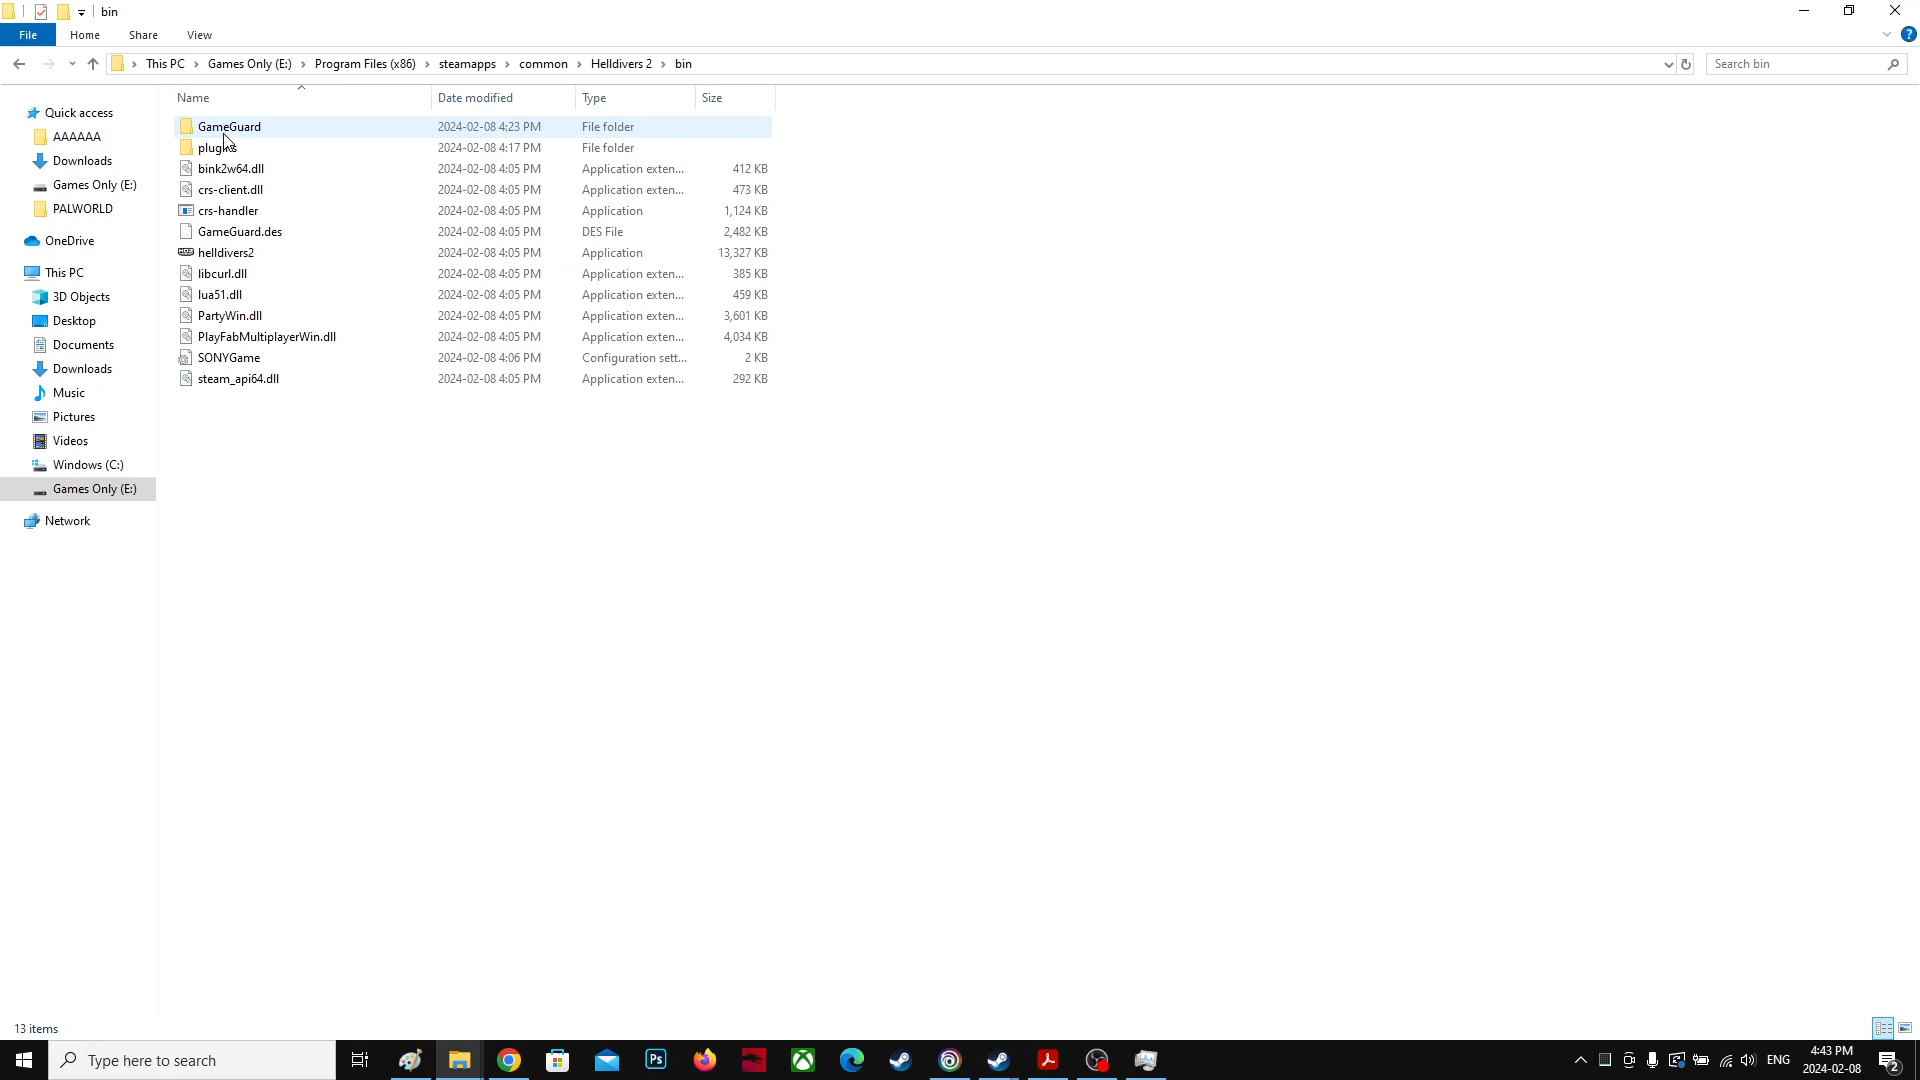 bin
File Home Share View
This PC Games Only (E:) Program Files (x86) steamapps common Helldivers 2 bin Search bin
Name Date modified Type Size
Quick access
AAAAAA
Downloads
Games Only (E:)
PALWORLD
OneDrive
This PC
3D Objects
Desktop
Documents
Downloads
Music
Pictures
Videos
Windows (C:)
Games Only (E:)
Network
GameGuard 2024-02-08 4:23 PM File folder
plugins 2024-02-08 4:17 PM File folder
bink2w64.dll 2024-02-08 4:05 PM Application exten... 412 KB
crs-client.dll 2024-02-08 4:05 PM Application exten... 473 KB
crs-handler 2024-02-08 4:05 PM Application 1,124 KB
GameGuard.des 2024-02-08 4:05 PM DES File 2,482 KB
helldivers2 2024-02-08 4:05 PM Application 13,327 KB
libcurl.dll 2024-02-08 4:05 PM Application exten... 385 KB
lua51.dll 2024-02-08 4:05 PM Application exten... 459 KB
PartyWin.dll 2024-02-08 4:05 PM Application exten... 3,601 KB
PlayFabMultiplayerWin.dll 2024-02-08 4:05 PM Application exten... 4,034 KB
SONYGame 2024-02-08 4:06 PM Configuration sett... 2 KB
steam_api64.dll 2024-02-08 4:05 PM Application exten... 292 KB
13 items
Type here to search Ps ENG 4:43 PM
2024-02-08 2